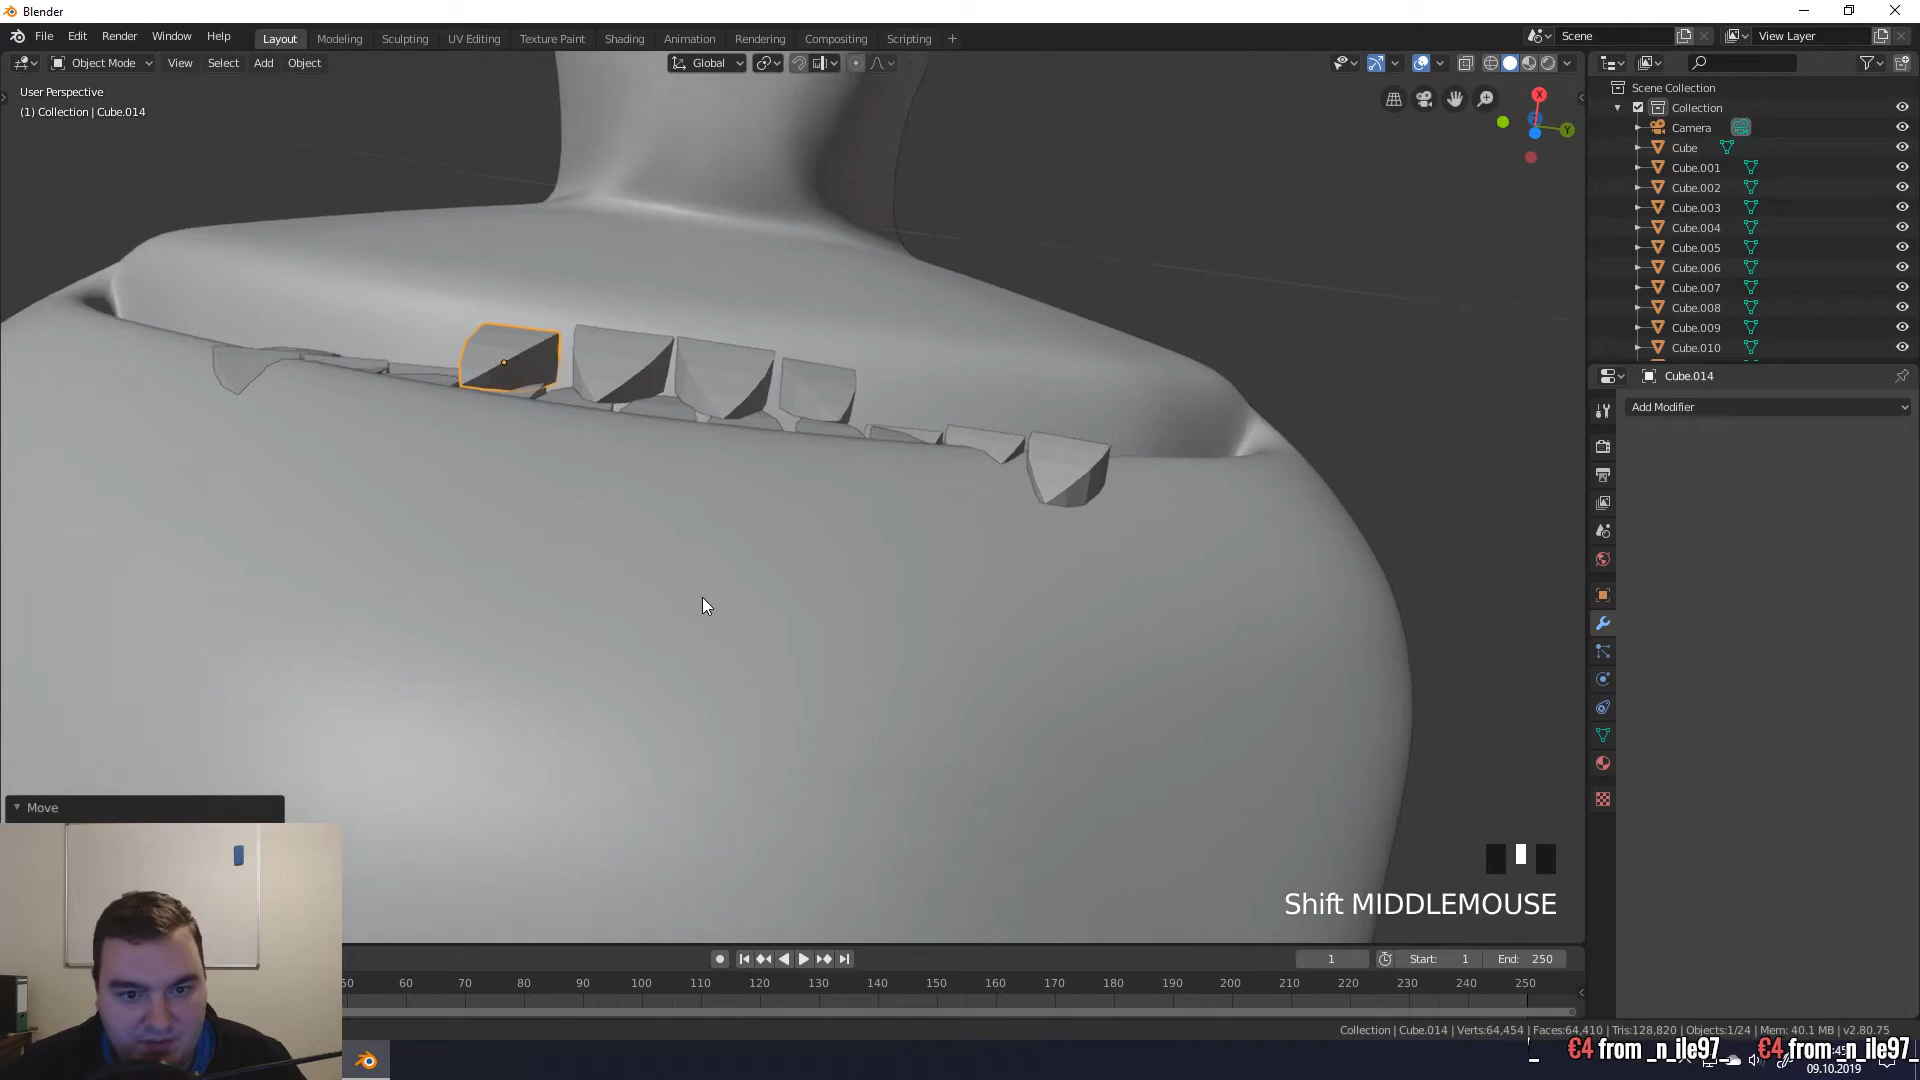 Blender
File Edit Render Window Help Layout Modeling Sculpting UV Editing Texture Paint Shading Animation Rendering Compositing Scripting Scene View Layer
Object Mode View Select Add Object Global
User Perspective
(1) Collection | Cube.014
Scene Collection
Collection
Camera
Cube
Cube.001
Cube.002
Cube.003
Cube.004
Cube.005
Cube.006
Cube.007
Cube.008
Cube.009
Cube.010
Cube.014
Add Modifier
Move
Shift MIDDLEMOUSE
1 Start: 1 End: 250
50 60 70 80 90 100 110 120 130 140 150 160 170 180 190 200 210 220 230 240 250
Collection | Cube.014 | Verts:64,454 | Faces:64,410 | Tris:128,820 | Objects:1/24 | Mem: 40.1 MB | v2.80.75
€4 from _n_ile97_ €4 from _n_ile97_
09.10.2019